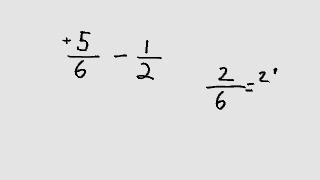 +5/6 - 1/2
2/6 = 2'